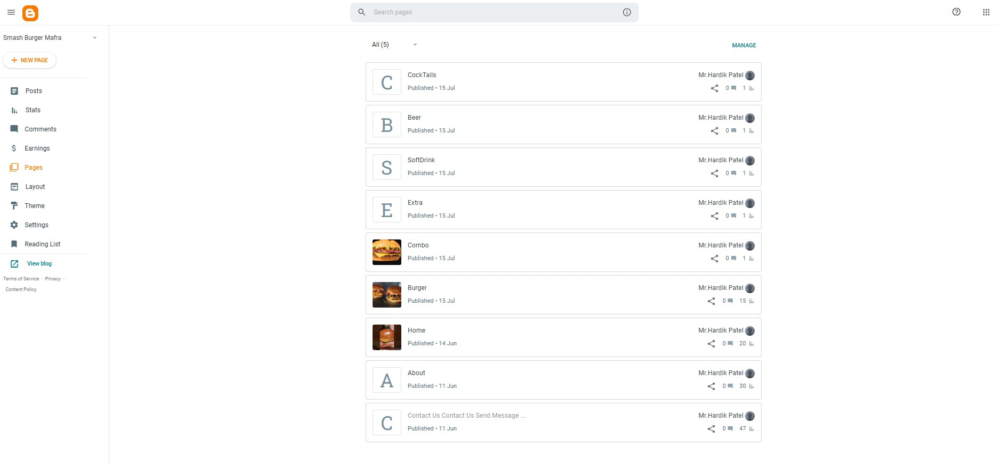 Search pages
Smash Burger Mafra
NEW PAGE
Posts
Stats
Comments
Earnings
Pages
Layout
Theme
Settings
Reading List
View blog
Terms of Service · Privacy ·
Content Policy
All (5)
MANAGE
C
CockTails
Mr.Hardik Patel
Published • 15 Jul
0 1
B
Beer
Mr.Hardik Patel
Published • 15 Jul
0 1
S
SoftDrink
Mr.Hardik Patel
Published • 15 Jul
0 1
E
Extra
Mr.Hardik Patel
Published • 15 Jul
0 1
Combo
Mr.Hardik Patel
Published • 15 Jul
0 1
Burger
Mr.Hardik Patel
Published • 15 Jul
0 15
Home
Mr.Hardik Patel
Published • 14 Jun
0 20
A
About
Mr.Hardik Patel
Published • 11 Jun
0 30
C
Contact Us Contact Us Send Message ...
Mr.Hardik Patel
Published • 11 Jun
0 47